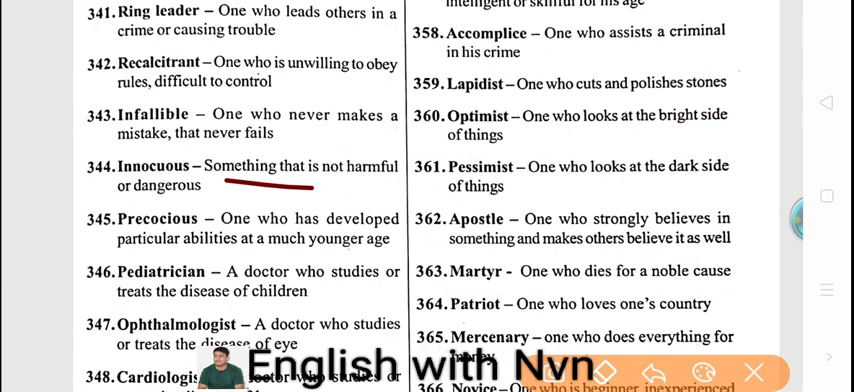 341. Ring leader – One who leads others in a
crime or causing trouble
342. Recalcitrant – One who is unwilling to obey
rules, difficult to control
343. Infallible – One who never makes a
mistake, that never fails
344. Innocuous – Something that is not harmful
or dangerous
345. Precocious – One who has developed
particular abilities at a much younger age
346. Pediatrician – A doctor who studies or
treats the disease of children
347. Ophthalmologist – A doctor who studies
or treats the disease of eye
348. Cardiologis who studies or
intelligent or skillful for his age
358. Accomplice – One who assists a criminal
in his crime
359. Lapidist – One who cuts and polishes stones
360. Optimist – One who looks at the bright side
of things
361. Pessimist – One who looks at the dark side
of things
362. Apostle – One who strongly believes in
something and makes others believe it as well
363. Martyr - One who dies for a noble cause
364. Patriot – One who loves one's country
365. Mercenary – one who does everything for
money
366. Novice – One who is beginner, inexperienced
English with Nvn